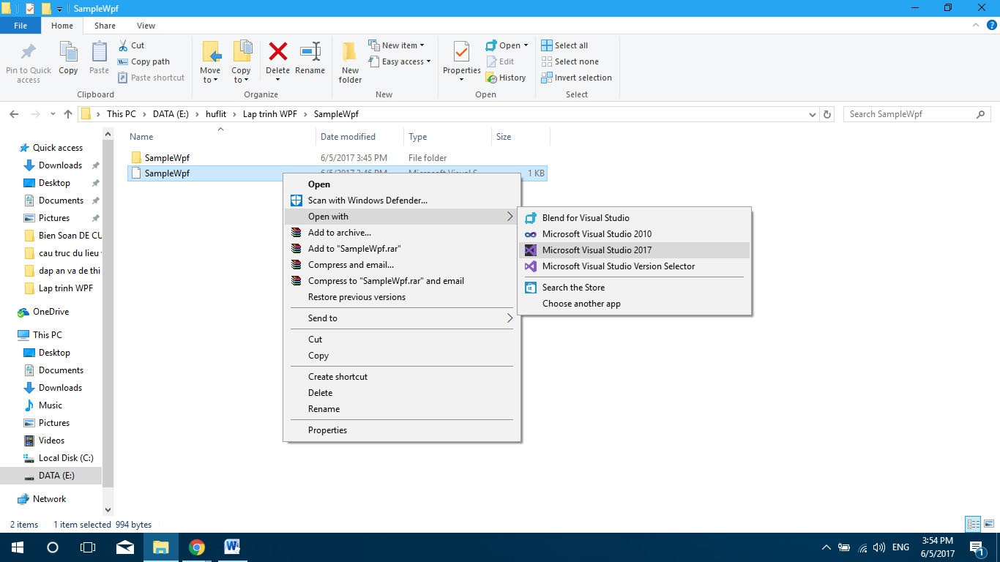 SampleWpf
File Home Share View
Pin to Quick access
Copy
Paste
Cut
Copy path
Paste shortcut
Clipboard
Move to
Copy to
Delete
Rename
Organize
New folder
New item
Easy access
New
Properties
Open
Edit
History
Open
Select all
Select none
Invert selection
Select
This PC > DATA (E:) > huflit > Lap trinh WPF > SampleWpf
Search SampleWpf
Name Date modified Type Size
SampleWpf 6/5/2017 3:45 PM File folder
SampleWpf 6/5/2017 3:46 PM Microsoft Visual S... 1 KB
Quick access
Downloads
Desktop
Documents
Pictures
Bien Soan DE CU
cau truc du lieu
dap an va de thi
Lap trinh WPF
OneDrive
This PC
Desktop
Documents
Downloads
Music
Pictures
Videos
Local Disk (C:)
DATA (E:)
Network
Open
Scan with Windows Defender...
Open with
Add to archive...
Add to "SampleWpf.rar"
Compress and email...
Compress to "SampleWpf.rar" and email
Restore previous versions
Send to
Cut
Copy
Create shortcut
Delete
Rename
Properties
Blend for Visual Studio
Microsoft Visual Studio 2010
Microsoft Visual Studio 2017
Microsoft Visual Studio Version Selector
Search the Store
Choose another app
2 items 1 item selected 994 bytes
ENG
3:54 PM
6/5/2017
1